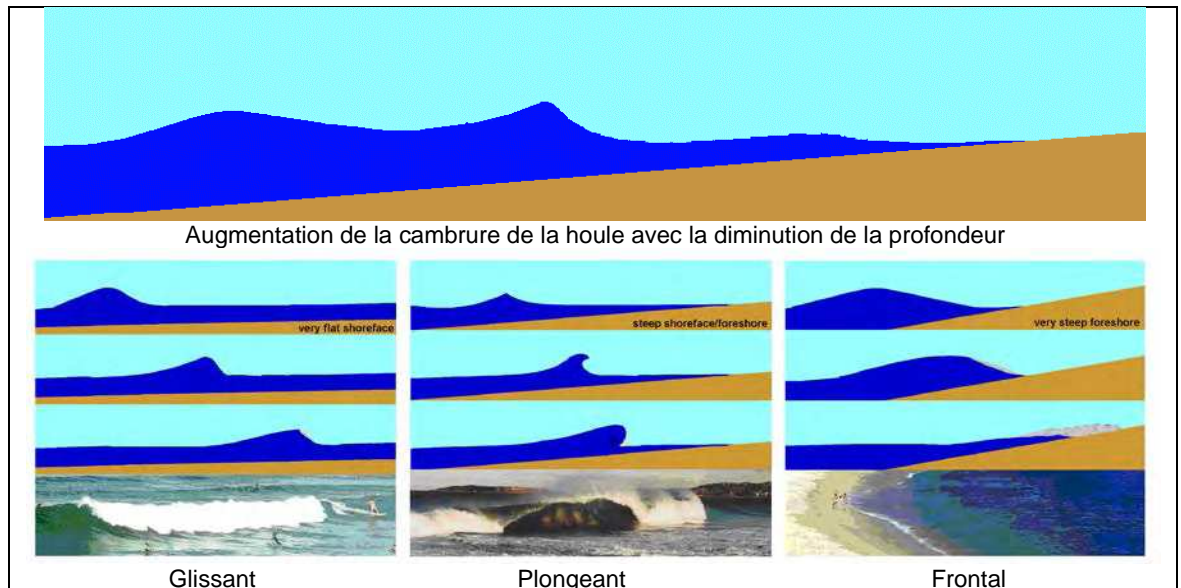 Augmentation de la cambrure de la houle avec la diminution de la profondeur
very flat shoreface
steep shoreface/foreshore
very steep foreshore
Glissant
Plongeant
Frontal